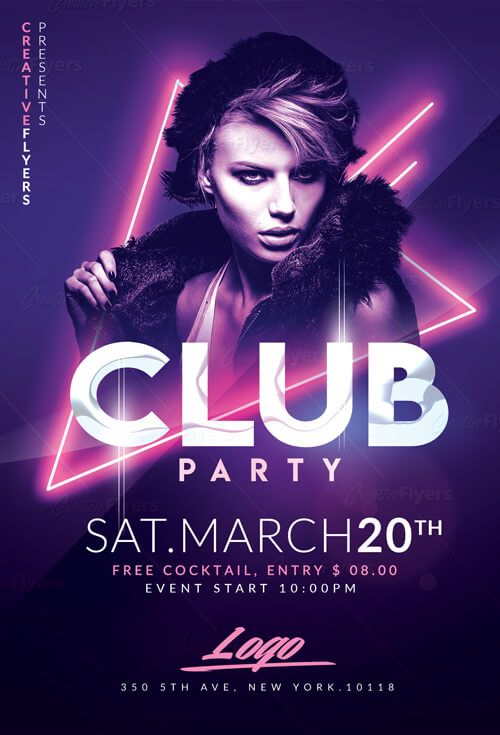 CREATIVEFLYERS
PRESENTS
CLUB
PARTY
SAT.MARCH20TH
FREE COCKTAIL, ENTRY $ 08.00
EVENT START 10:00PM
Logo
350 5TH AVE, NEW YORK.10118